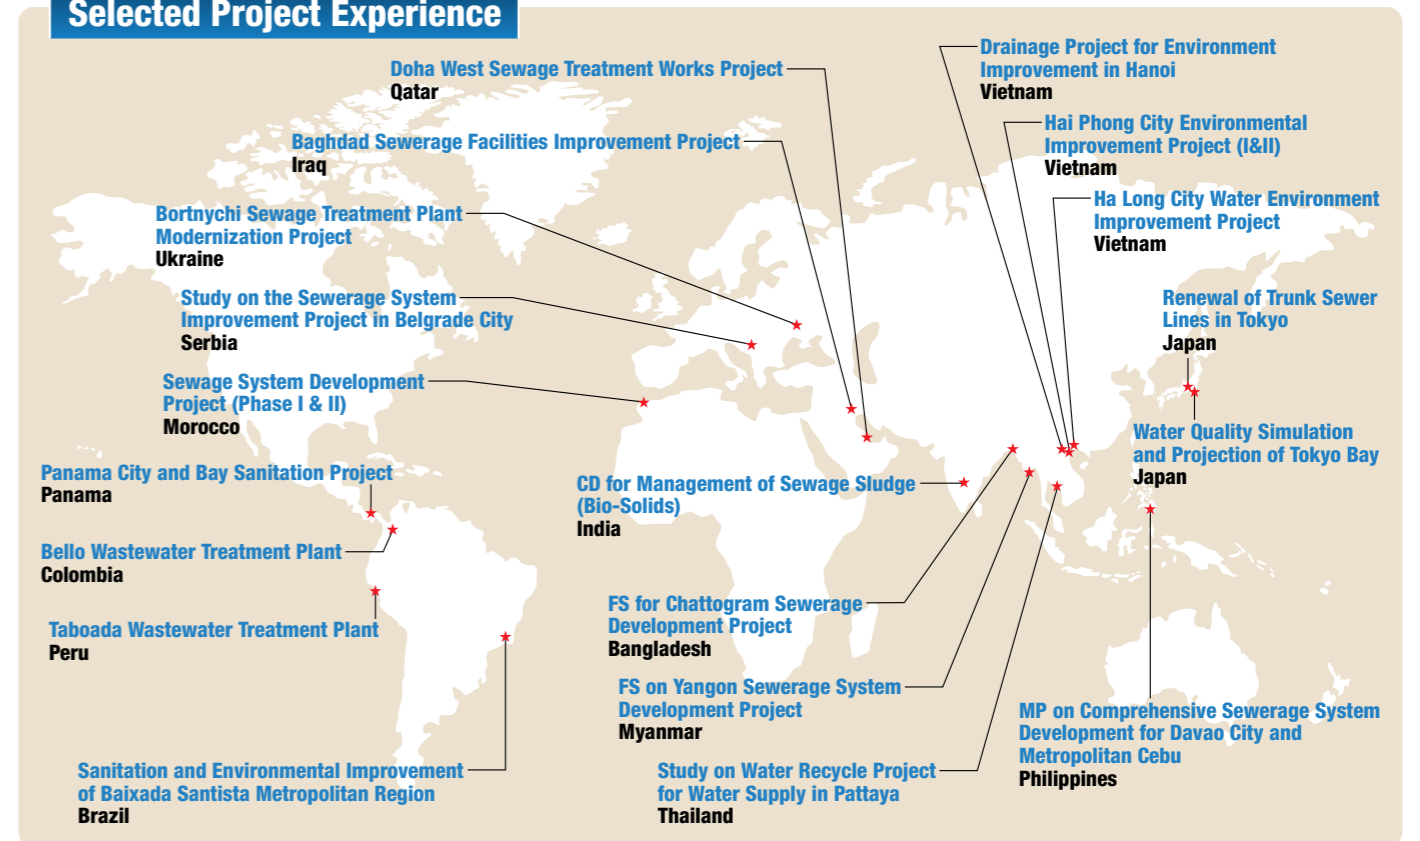 Selected Project Experience
Doha West Sewage Treatment Works Project
Qatar
Baghdad Sewerage Facilities Improvement Project
Iraq
Bortnychi Sewage Treatment Plant
Modernization Project
Ukraine
Study on the Sewerage System
Improvement Project in Belgrade City
Serbia
Sewage System Development
Project (Phase I & II)
Morocco
Panama City and Bay Sanitation Project
Panama
Bello Wastewater Treatment Plant
Colombia
Taboada Wastewater Treatment Plant
Peru
Sanitation and Environmental Improvement
of Baixada Santista Metropolitan Region
Brazil
CD for Management of Sewage Sludge
(Bio-Solids)
India
FS for Chattogram Sewerage
Development Project
Bangladesh
FS on Yangon Sewerage System
Development Project
Myanmar
Study on Water Recycle Project
for Water Supply in Pattaya
Thailand
Drainage Project for Environment
Improvement in Hanoi
Vietnam
Hai Phong City Environmental
Improvement Project (I&II)
Vietnam
Ha Long City Water Environment
Improvement Project
Vietnam
Renewal of Trunk Sewer
Lines in Tokyo
Japan
Water Quality Simulation
and Projection of Tokyo Bay
Japan
MP on Comprehensive Sewerage System
Development for Davao City and
Metropolitan Cebu
Philippines